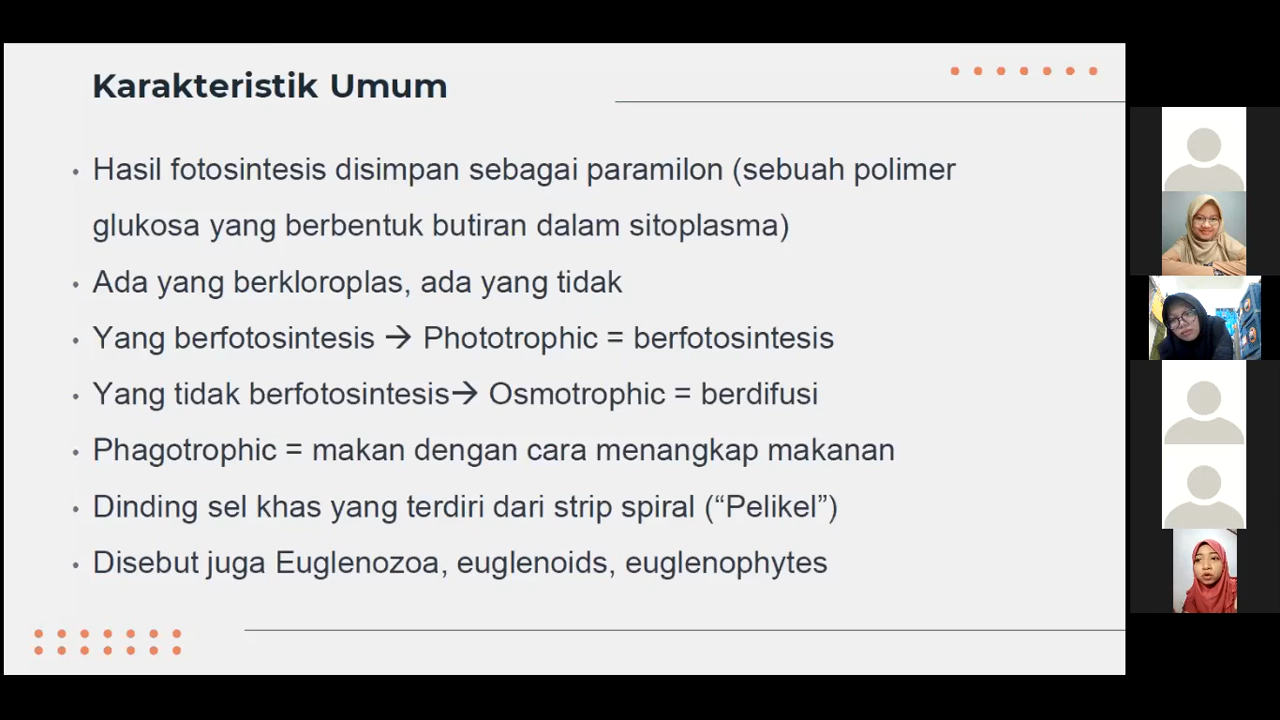 Karakteristik Umum
• Hasil fotosintesis disimpan sebagai paramilon (sebuah polimer
glukosa yang berbentuk butiran dalam sitoplasma)
• Ada yang berkloroplas, ada yang tidak
• Yang berfotosintesis → Phototrophic = berfotosintesis
• Yang tidak berfotosintesis→ Osmotrophic = berdifusi
• Phagotrophic = makan dengan cara menangkap makanan
• Dinding sel khas yang terdiri dari strip spiral (“Pelikel”)
• Disebut juga Euglenozoa, euglenoids, euglenophytes